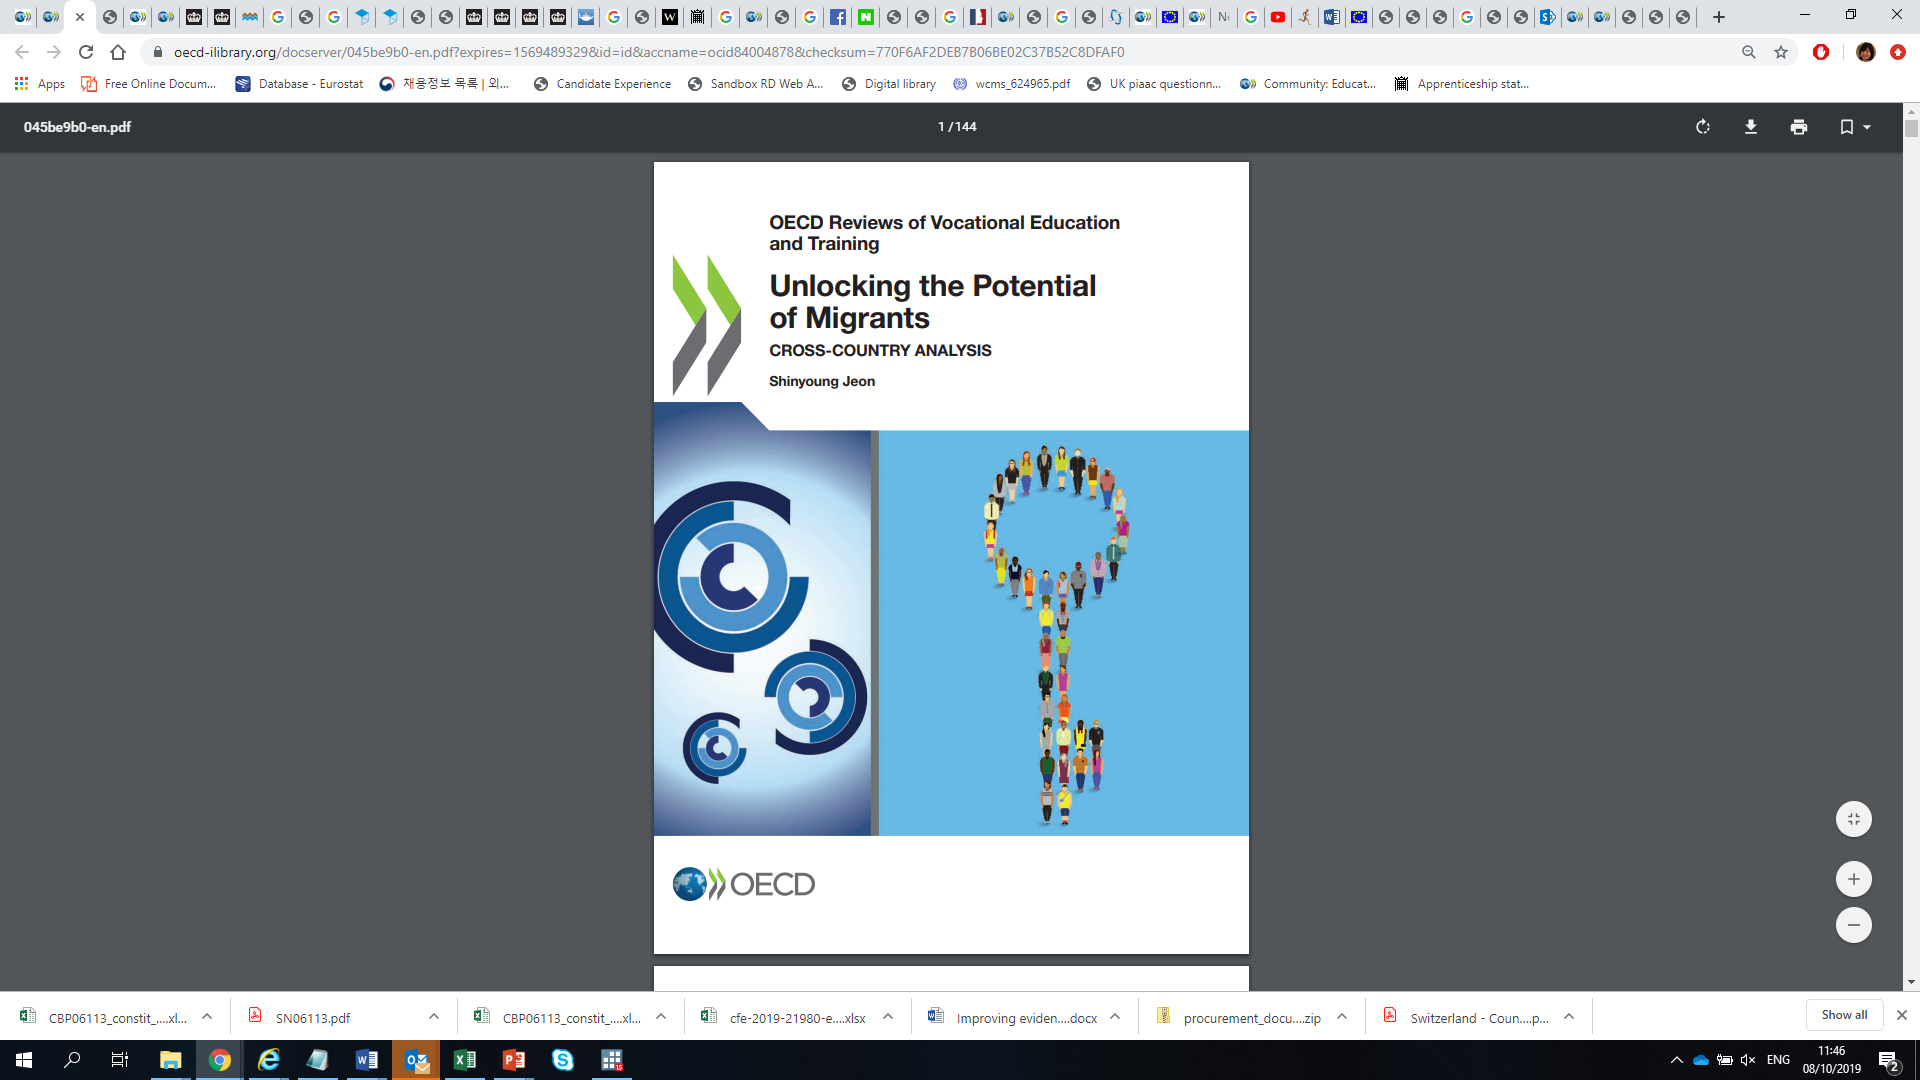 oecd-ilibrary.org/docserver/045be9b0-en.pdf?expires=1569489329&id=id&accname=ocid84004878&checksum=770F6AF2DEB7B06BE02C37B52C8DFAF0
Apps
Free Online Docum...
Database - Eurostat
채용정보 목록 | 외...
Candidate Experience
Sandbox RD Web A...
Digital library
wcms_624965.pdf
UK piaac questionn...
Community: Educat...
Apprenticeship stat...
045be9b0-en.pdf
1 / 144
OECD Reviews of Vocational Education
and Training
Unlocking the Potential
of Migrants
CROSS-COUNTRY ANALYSIS
Shinyoung Jeon
OECD
CBP06113_constit_....xl...
SN06113.pdf
CBP06113_constit_....xl...
cfe-2019-21980-e....xlsx
Improving eviden....docx
procurement_docu....zip
Switzerland - Coun....p...
Show all
ENG
11:46
08/10/2019
2